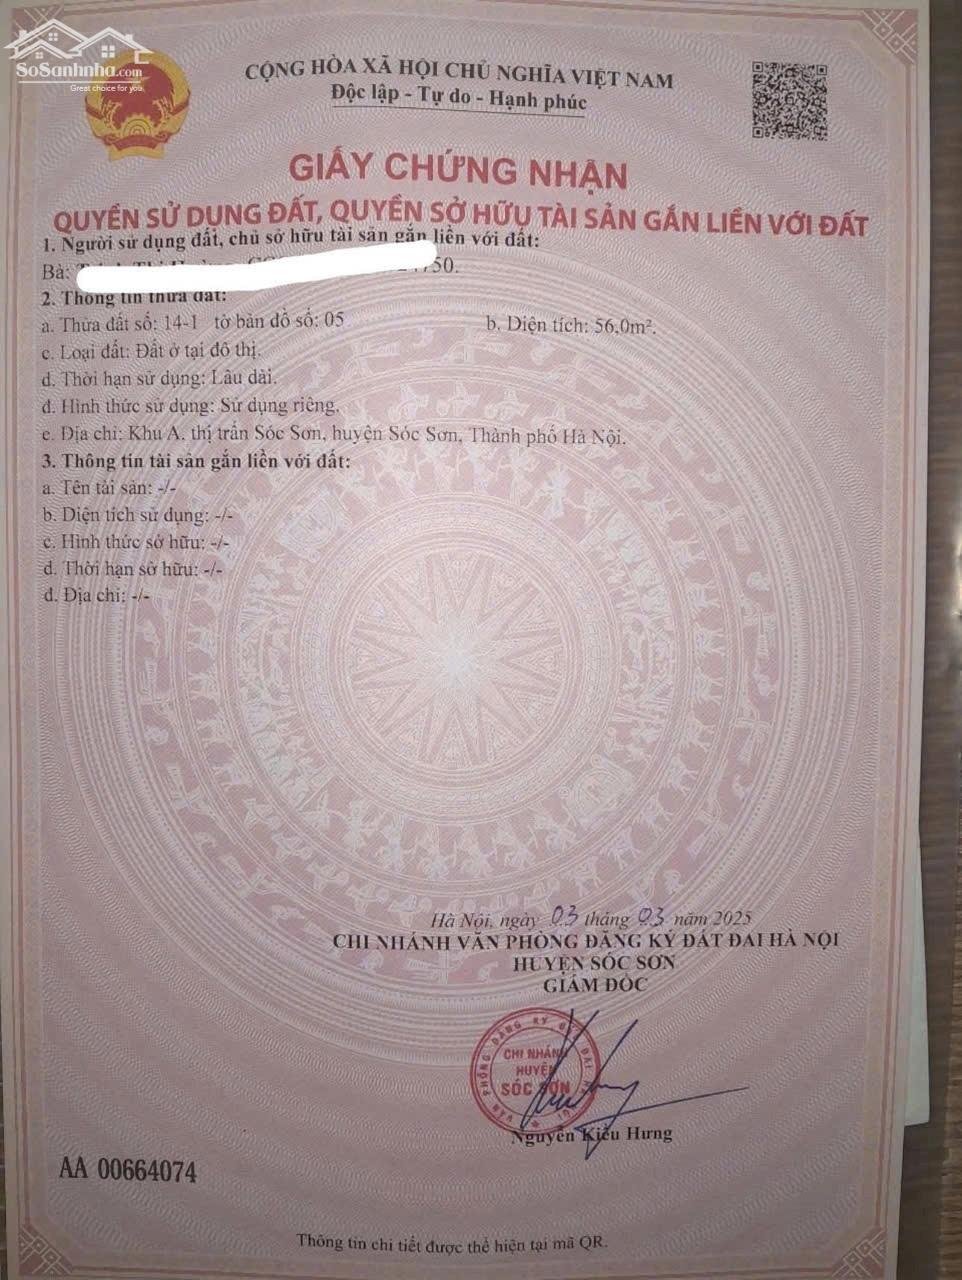 SoSanhnha.com
Great choice for you
CỘNG HÒA XÃ HỘI CHỦ NGHĨA VIỆT NAM
Độc lập - Tự do - Hạnh phúc
GIẤY CHỨNG NHẬN
QUYỀN SỬ DỤNG ĐẤT, QUYỀN SỞ HỮU TÀI SẢN GẮN LIỀN VỚI ĐẤT
1. Người sử dụng đất, chủ sở hữu tài sản gắn liền với đất:
Bà: 50.
2. Thông tin thửa đất:
a. Thửa đất số: 14-1 tờ bản đồ số: 05 b. Diện tích: 56,0m².
c. Loại đất: Đất ở tại đô thị.
d. Thời hạn sử dụng: Lâu dài.
đ. Hình thức sử dụng: Sử dụng riêng.
e. Địa chỉ: Khu A, thị trấn Sóc Sơn, huyện Sóc Sơn, Thành phố Hà Nội.
3. Thông tin tài sản gắn liền với đất:
a. Tên tài sản: -/-
b. Diện tích sử dụng: -/-
c. Hình thức sở hữu: -/-
d. Thời hạn sở hữu: -/-
đ. Địa chỉ: -/-
Hà Nội, ngày 03 tháng 03 năm 2025
CHI NHÁNH VĂN PHÒNG ĐĂNG KÝ ĐẤT ĐAI HÀ NỘI
HUYỆN SÓC SƠN
GIÁM ĐỐC
VĂN PHÒNG ĐĂNG KÝ ĐẤT ĐAI HÀ NỘI
CHI NHÁNH
HUYỆN
SÓC SƠN
Nguyễn Kiều Hưng
AA 00664074
Thông tin chi tiết được thể hiện tại mã QR.